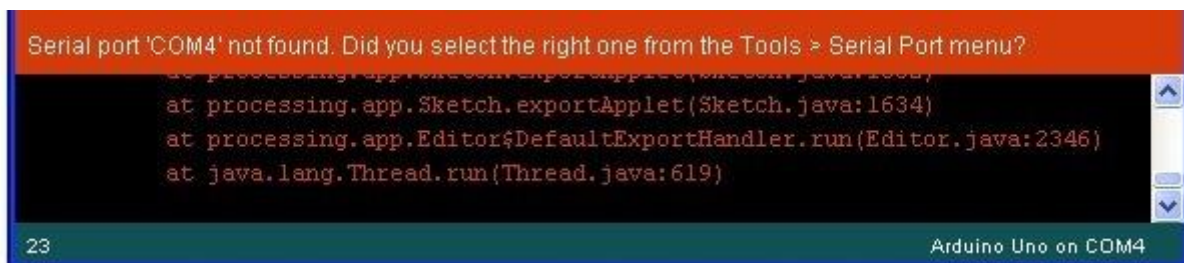 Serial port 'COM4' not found. Did you select the right one from the Tools > Serial Port menu?
at processing.app.Sketch.exportApplet(Sketch.java:1634)
at processing.app.Editor$DefaultExportHandler.run(Editor.java:2346)
at java.lang.Thread.run(Thread.java:619)
23
Arduino Uno on COM4